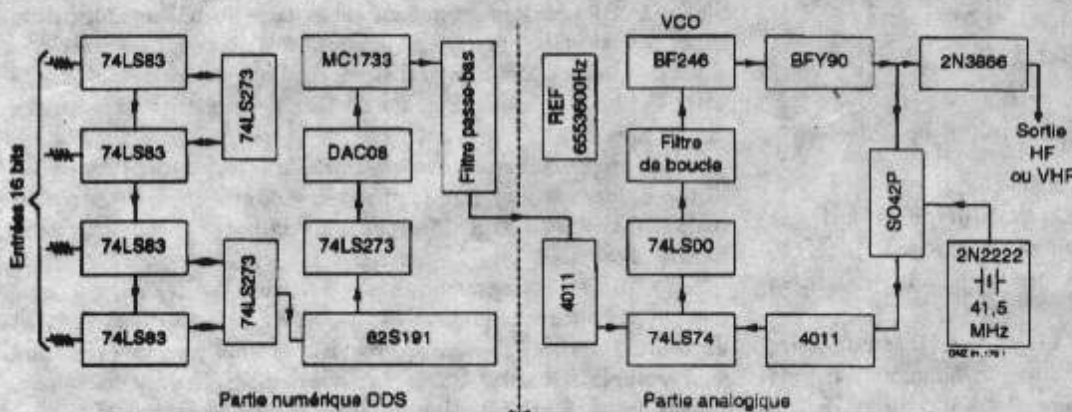 VCO
74LS83
74LS273
MC1733
Filtre passe-bas
REF
6553600Hz
BF246
BFY90
2N3866
Entrées 16 bits
74LS83
DAC08
Filtre
de boucle
SO42P
Sortie
HF
ou VHF
74LS83
74LS273
74LS273
4011
74LS00
2N2222
41,5
MHz
74LS83
82S191
74LS74
4011
Partie numérique DDS
Partie analogique